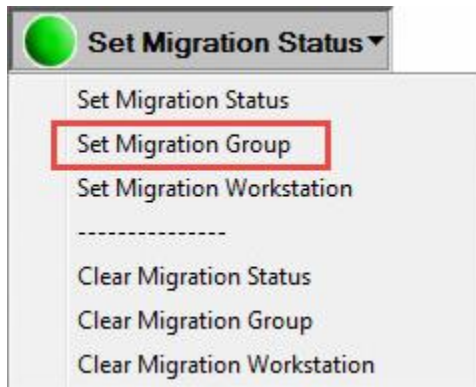 Set Migration Status
Set Migration Status
Set Migration Group
Set Migration Workstation
---------------
Clear Migration Status
Clear Migration Group
Clear Migration Workstation